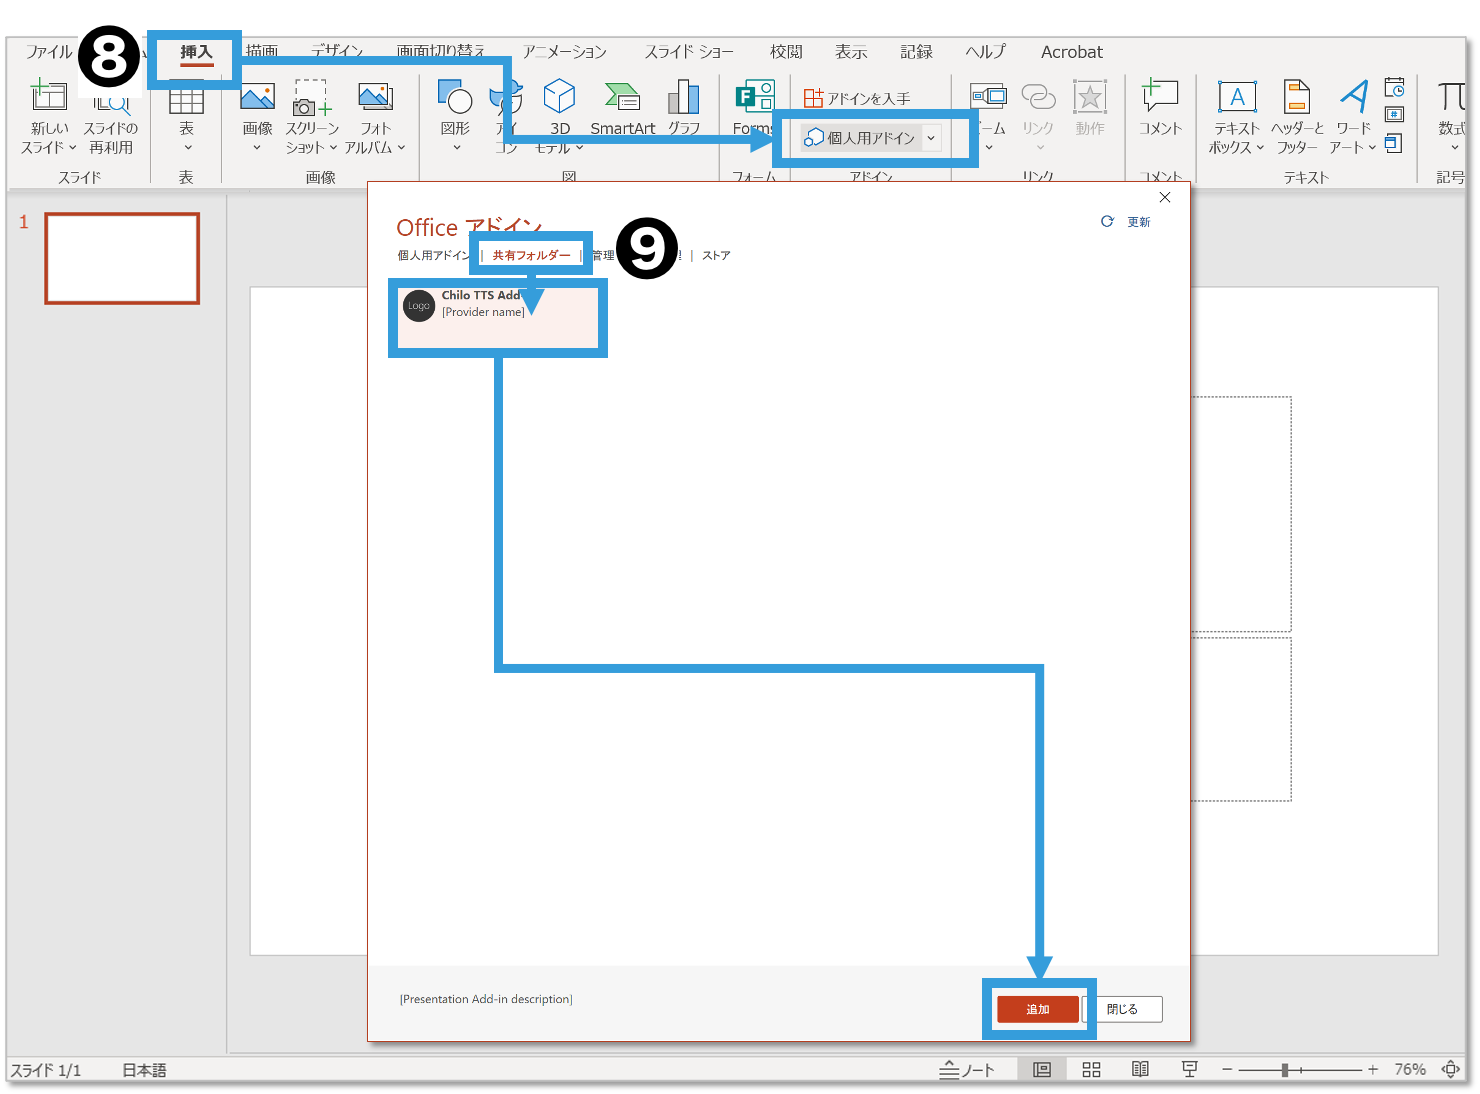 8
ファイル 挿入 描画 デザイン 画面切り替え アニメーション スライド ショー 校閲 表示 記録 ヘルプ Acrobat
新しい
スライド
スライドの
再利用
スライド
表
表
画像
スクリーン
ショット
フォト
アルバム
画像
図形
アイ
コン
3D
モデル
SmartArt
グラフ
図
Forms
フォーム
アドインを入手
個人用アドイン
アドイン
ーム
リンク
動作
リンク
コメント
コメント
テキスト
ボックス
ヘッダーと
フッター
ワード
アート
テキスト
数式
記号
1
Office アドイン
更新
個人用アドイン | 共有フォルダー | 管理 | ストア
9
Logo
Chilo TTS Add
[Provider name]
[Presentation Add-in description]
追加
閉じる
スライド 1/1 日本語 ノート 76%